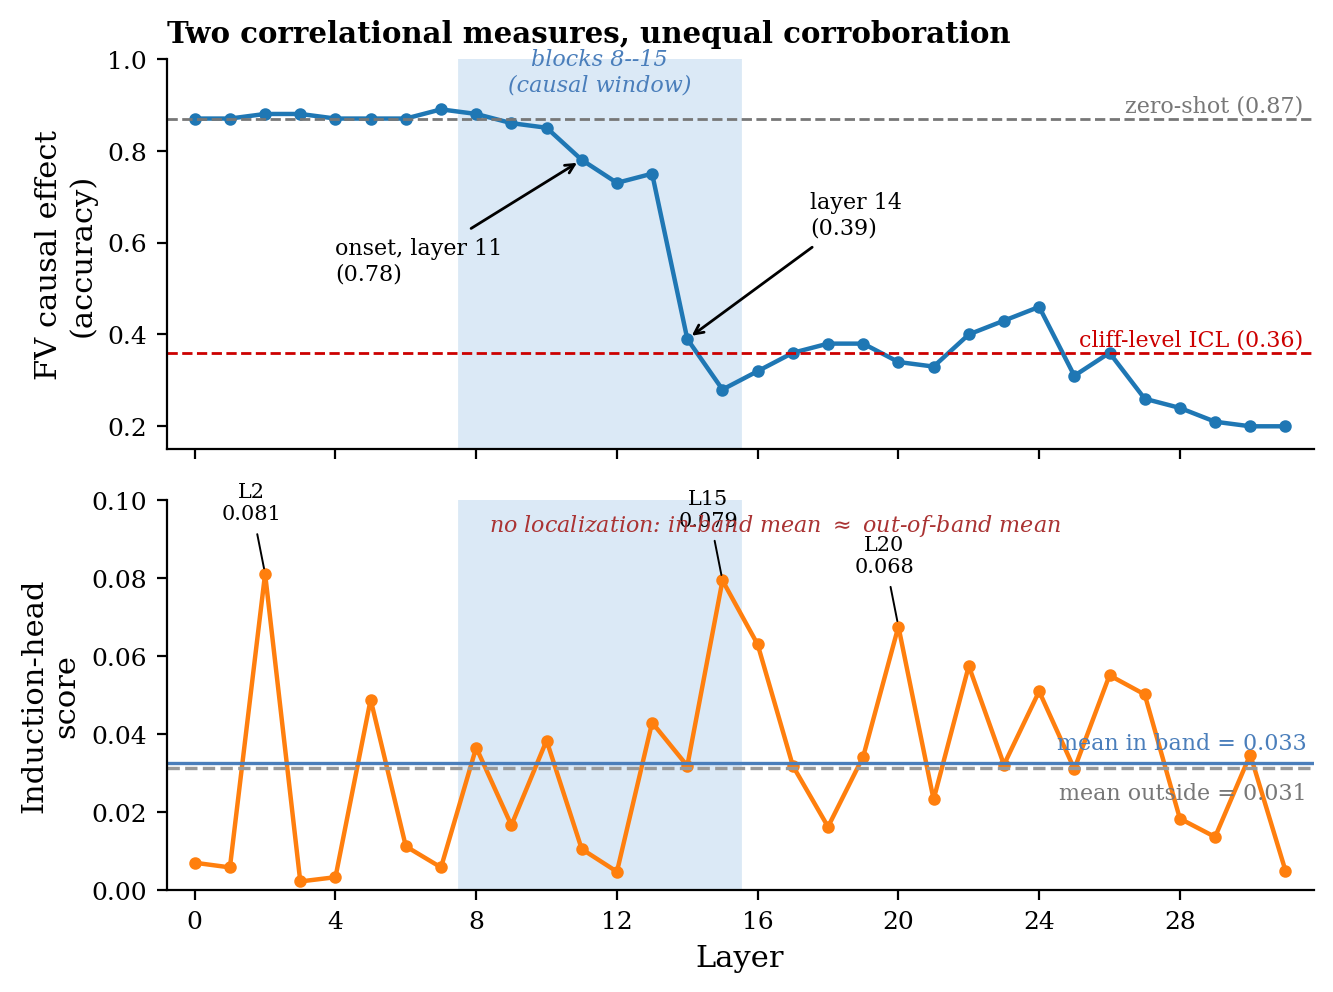 Two correlational measures, unequal corroboration
blocks 8--15
(causal window)
FV causal effect
(accuracy)
1.0
0.8
0.6
0.4
0.2
zero-shot (0.87)
layer 14
(0.39)
onset, layer 11
(0.78)
cliff-level ICL (0.36)
Induction-head
score
0.10
0.08
0.06
0.04
0.02
0.00
L2
0.081
L15
0.079
no localization: in-band mean ≈ out-of-band mean
L20
0.068
mean in band = 0.033
mean outside = 0.031
0 4 8 12 16 20 24 28
Layer